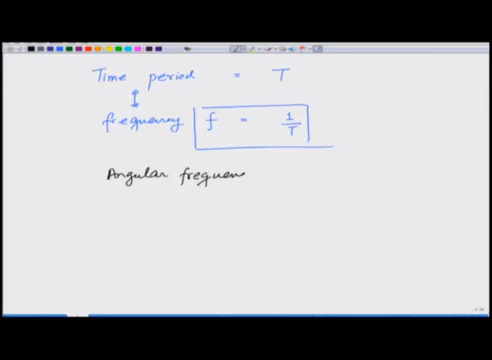 Time period = T
frequency f = 1/T
Angular frequen